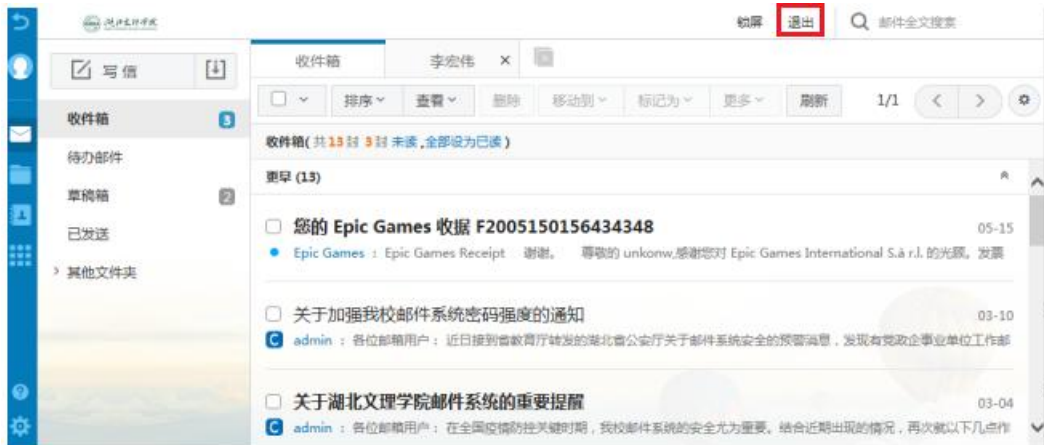 锁屏 退出 邮件全文搜索
写信
收件箱 3
待办邮件
草稿箱 2
已发送
其他文件夹
收件箱 李宏伟 ×
排序 查看 删除 移动到 标记为 更多 刷新 1/1
收件箱( 共 13 封 3 封 未读 ,全部设为已读 )
更早 (13)
您的 Epic Games 收据 F2005150156434348 05-15
Epic Games : Epic Games Receipt 谢谢。 尊敬的 unkonw,感谢您对 Epic Games International S.à r.l. 的光顾。发票
关于加强我校邮件系统密码强度的通知 03-10
admin : 各位邮箱用户: 近日接到省教育厅转发的湖北省公安厅关于邮件系统安全的预警消息,发现有党政企事业单位工作邮
关于湖北文理学院邮件系统的重要提醒 03-04
admin : 各位邮箱用户: 在全国疫情防控关键时期,我校邮件系统的安全尤为重要。结合近期出现的情况,再次就以下几点作